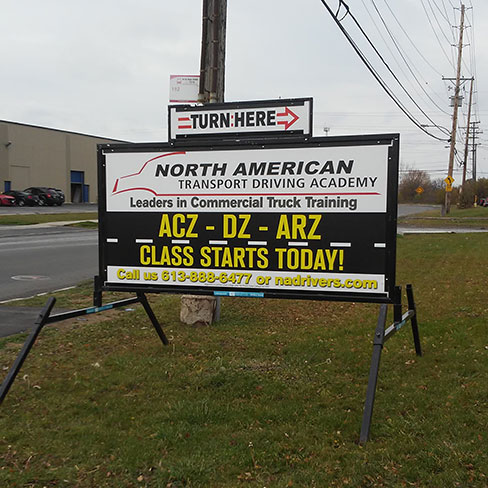 TURN HERE
NORTH AMERICAN
TRANSPORT DRIVING ACADEMY
Leaders in Commercial Truck Training
ACZ - DZ - ARZ
CLASS STARTS TODAY!
Call us 613-888-6477 or nadrivers.com